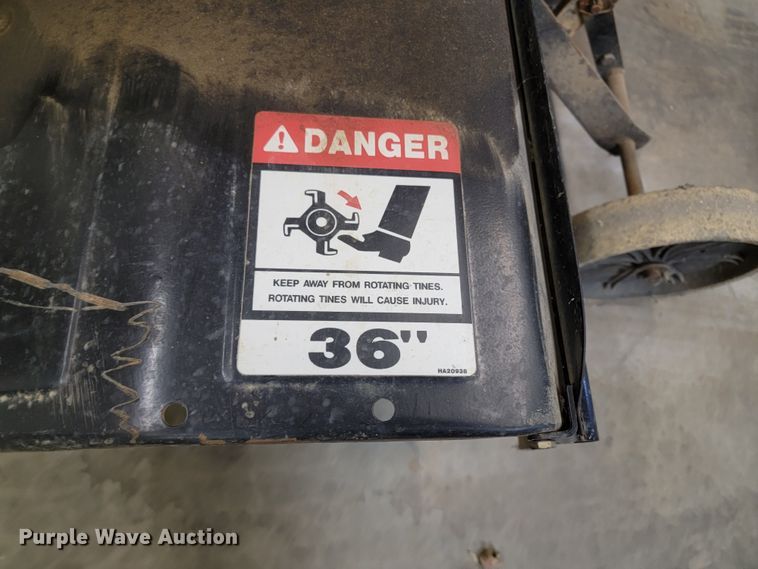 DANGER
KEEP AWAY FROM ROTATING TINES.
ROTATING TINES WILL CAUSE INJURY.
36"
HA20938
Purple Wave Auction®